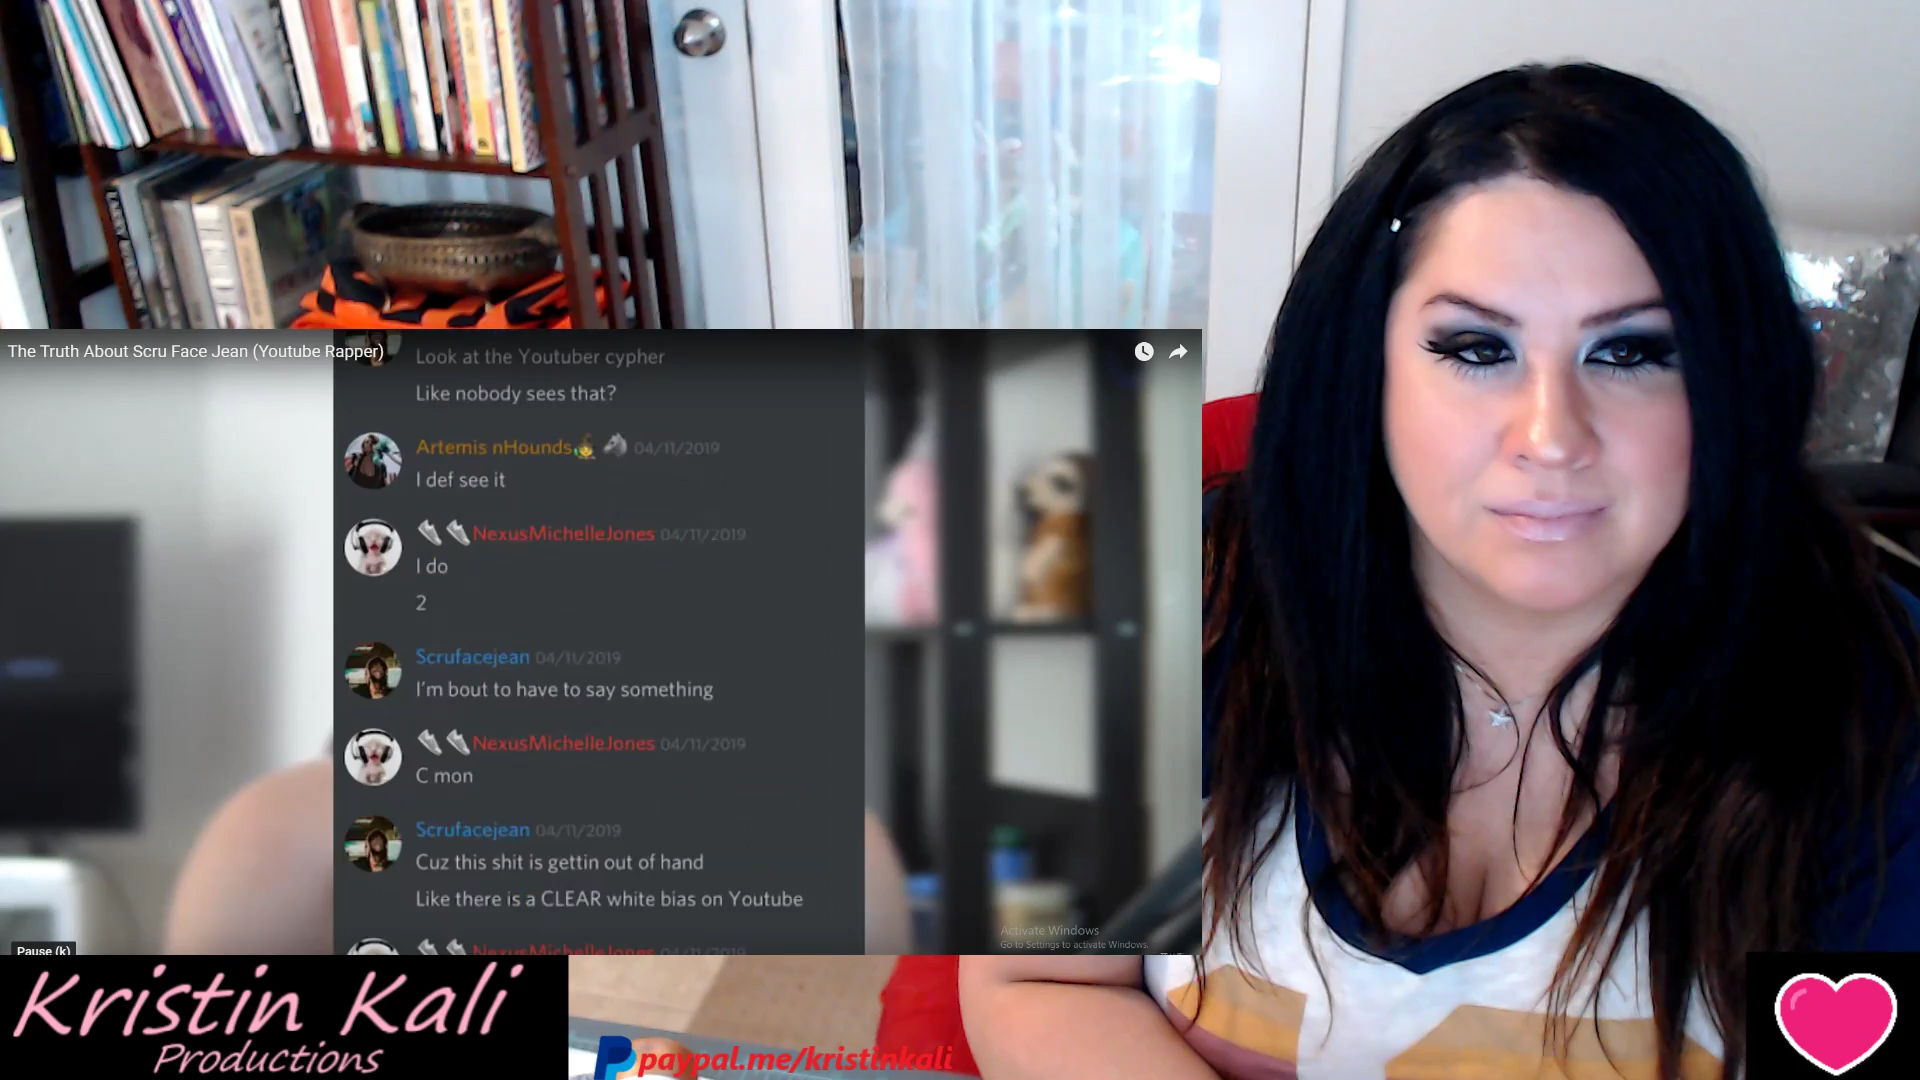 The Truth About Scru Face Jean (Youtube Rapper)
Look at the Youtuber cypher
Like nobody sees that?
Artemis nHounds 04/11/2019
I def see it
NexusMichelleJones 04/11/2019
I do
2
Scrufacejean 04/11/2019
I'm bout to have to say something
NexusMichelleJones 04/11/2019
C mon
Scrufacejean 04/11/2019
Cuz this shit is gettin out of hand
Like there is a CLEAR white bias on Youtube
NexusMichelleJones 04/11/2019
Activate Windows
Go to Settings to activate Windows.
Pause (k)
Kristin Kali
Productions
paypal.me/kristinkali